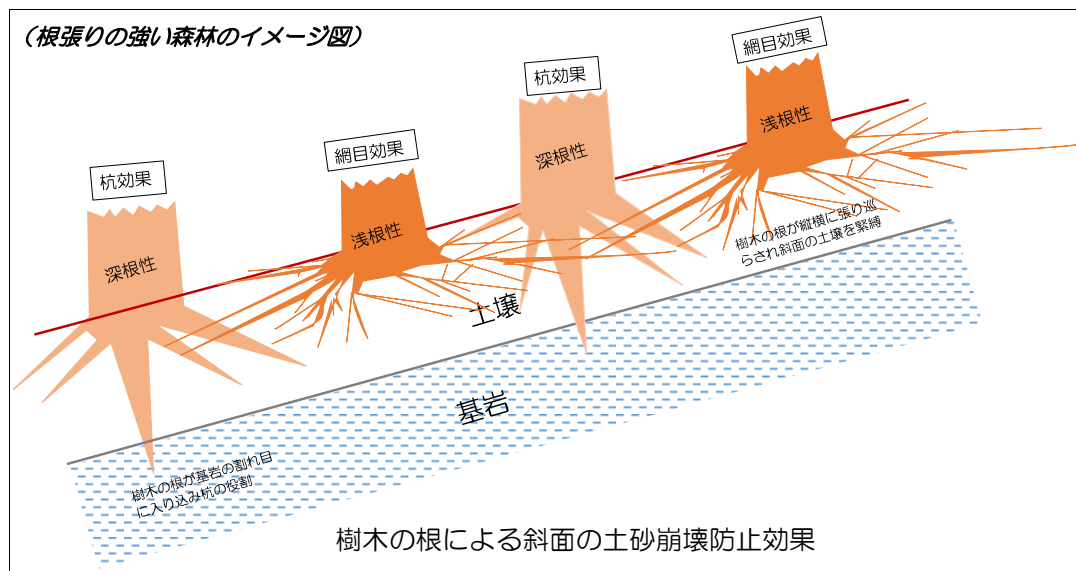 (根張りの強い森林のイメージ図)
網目効果
杭効果
浅根性
網目効果
深根性
杭効果
浅根性
深根性
樹木の根が縦横に張り巡
らされ斜面の土壌を緊縛
土壌
基岩
樹木の根が基岩の割れ目
に入り込み杭の役割
樹木の根による斜面の土砂崩壊防止効果